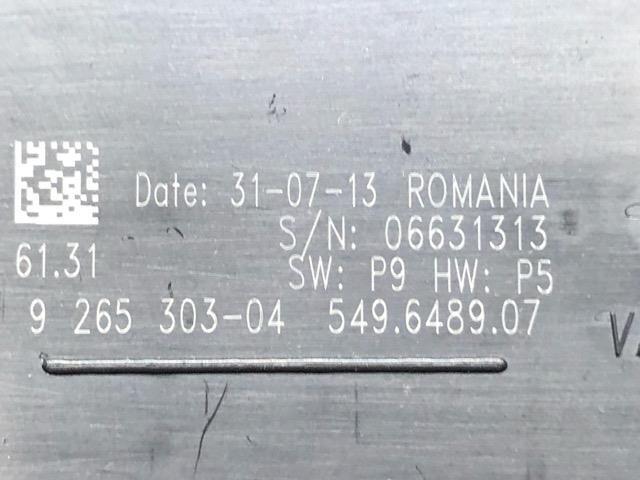 Date: 31-07-13 ROMANIA
S/N: 06631313
61.31
SW: P9 HW: P5
9 265 303-04 549.6489.07